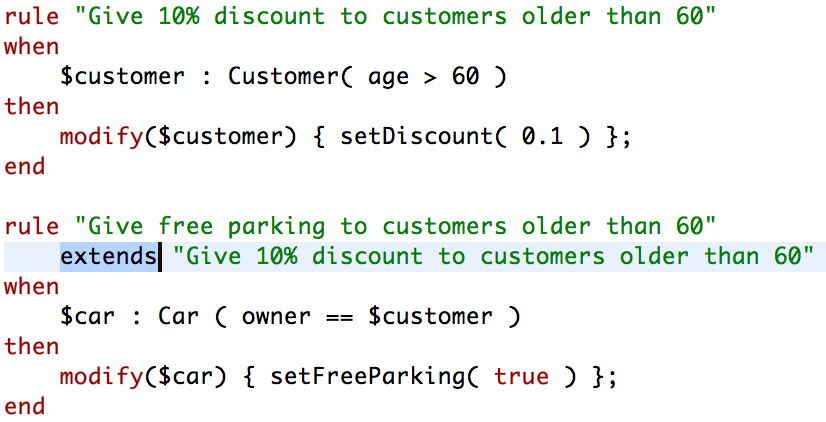 rule "Give 10% discount to customers older than 60"
when
    $customer : Customer( age > 60 )
then
    modify($customer) { setDiscount( 0.1 ) };
end

rule "Give free parking to customers older than 60"
    extends "Give 10% discount to customers older than 60"
when
    $car : Car ( owner == $customer )
then
    modify($car) { setFreeParking( true ) };
end